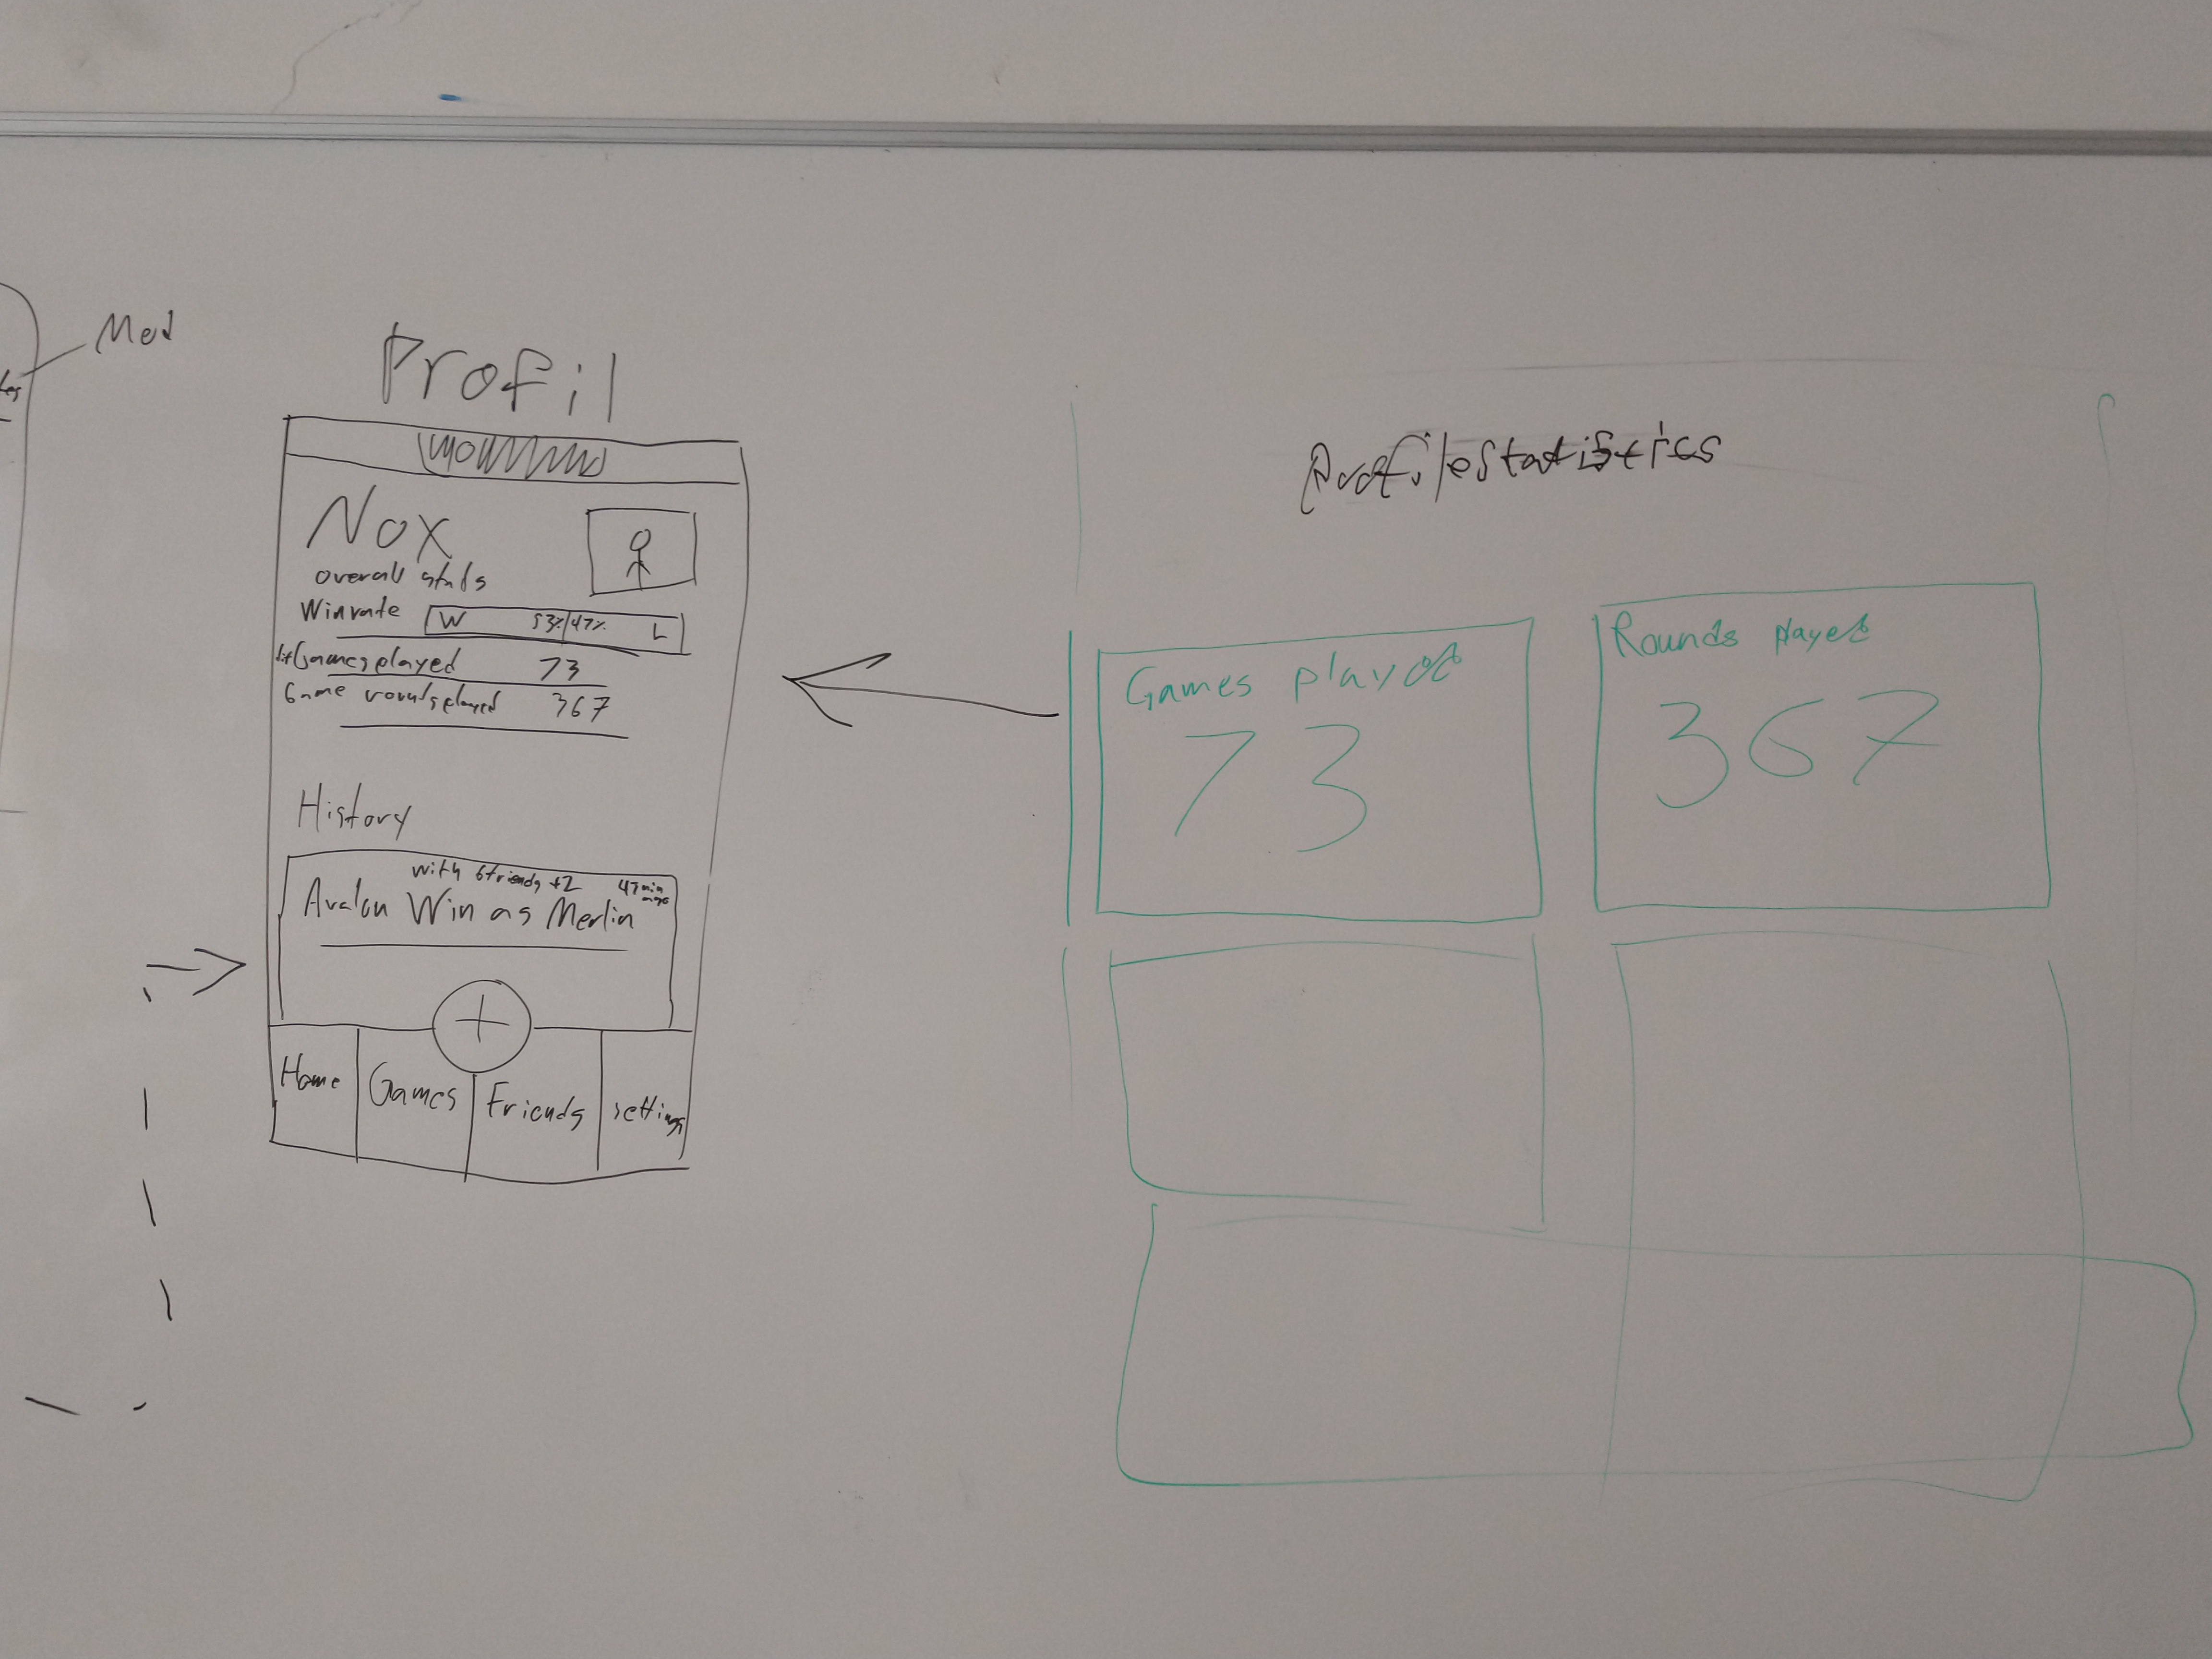 Med
Profil
Nox
overall stats
Winrate W 53%/47% L
Games played 73
Game rounds played 367
History
with 6 friends +2 47 min ago
Avalon Win as Merlin
+
Home Games Friends settings
Profilestatistics
Games played
73
Rounds played
367